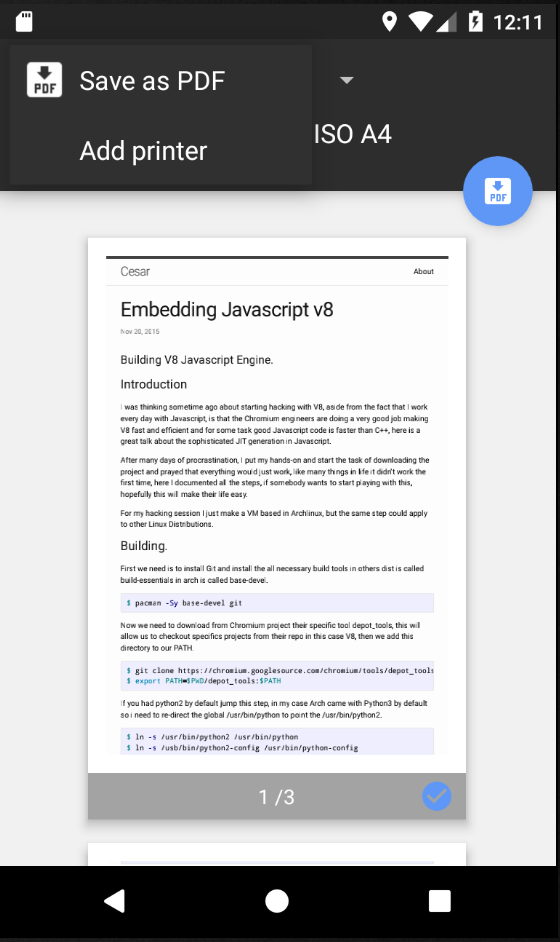 12:11
PDF
Save as PDF
Add printer
ISO A4
PDF
Cesar
About
Embedding Javascript v8
Nov 20, 2015
Building V8 Javascript Engine.
Introduction
I was thinking sometime ago about starting hacking with V8, aside from the fact that I work
every day with Javascript, is that the Chromium engineers are doing a very good job making
V8 fast and efficient and for some task good Javascript code is faster than C++, here is a
great talk about the sophisticated JIT generation in Javascript.
After many days of procrastination, I put my hands-on and start the task of downloading the
project and prayed that everything would just work, like many things in life it didn't work the
first time, here I documented all the steps, if somebody wants to start playing with this,
hopefully this will make their life easy.
For my hacking session I just make a VM based in Archlinux, but the same step could apply
to other Linux Distributions.
Building.
First we need is to install Git and install the all necessary build tools in others dist is called
build-essentials in arch is called base-devel.
$ pacman -Sy base-devel git
Now we need to download from Chromium project their specific tool depot_tools, this will
allow us to checkout specifics projects from their repo in this case V8, then we add this
directory to our PATH.
$ git clone https://chromium.googlesource.com/chromium/tools/depot_tools
$ export PATH=$PWD/depot_tools:$PATH
if you had python2 by default jump this step, in my case Arch came with Python3 by default
so i need to re-direct the global /usr/bin/python to point the /usr/bin/python2.
$ ln -s /usr/bin/python2 /usr/bin/python
$ ln -s /usb/bin/python2-config /usr/bin/python-config
1 /3